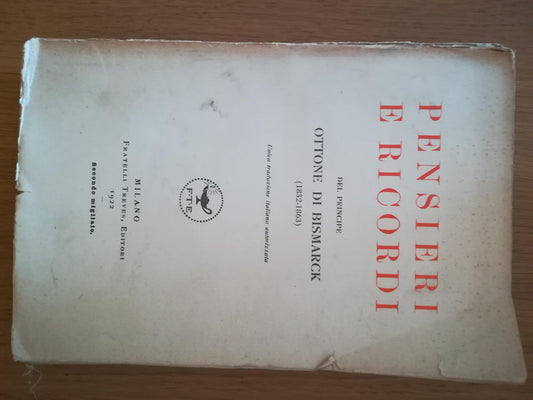 PENSIERI
E RICORDI
DEL PRINCIPE
OTTONE DI BISMARCK
(1832-1863)
Unica traduzione italiana autorizzata
F·T·E
MILANO
FRATELLI TREVES, EDITORI
1922
Secondo migliaio.